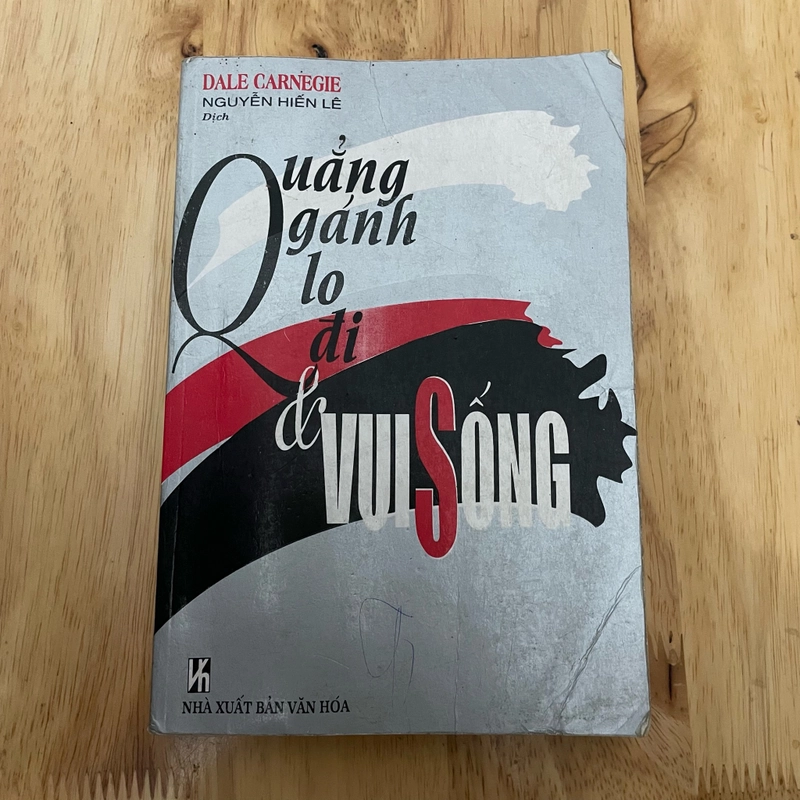 DALE CARNEGIE
NGUYỄN HIẾN LÊ
Dịch
Quẳng
gánh
lo
đi
& VUI SỐNG
NHÀ XUẤT BẢN VĂN HÓA